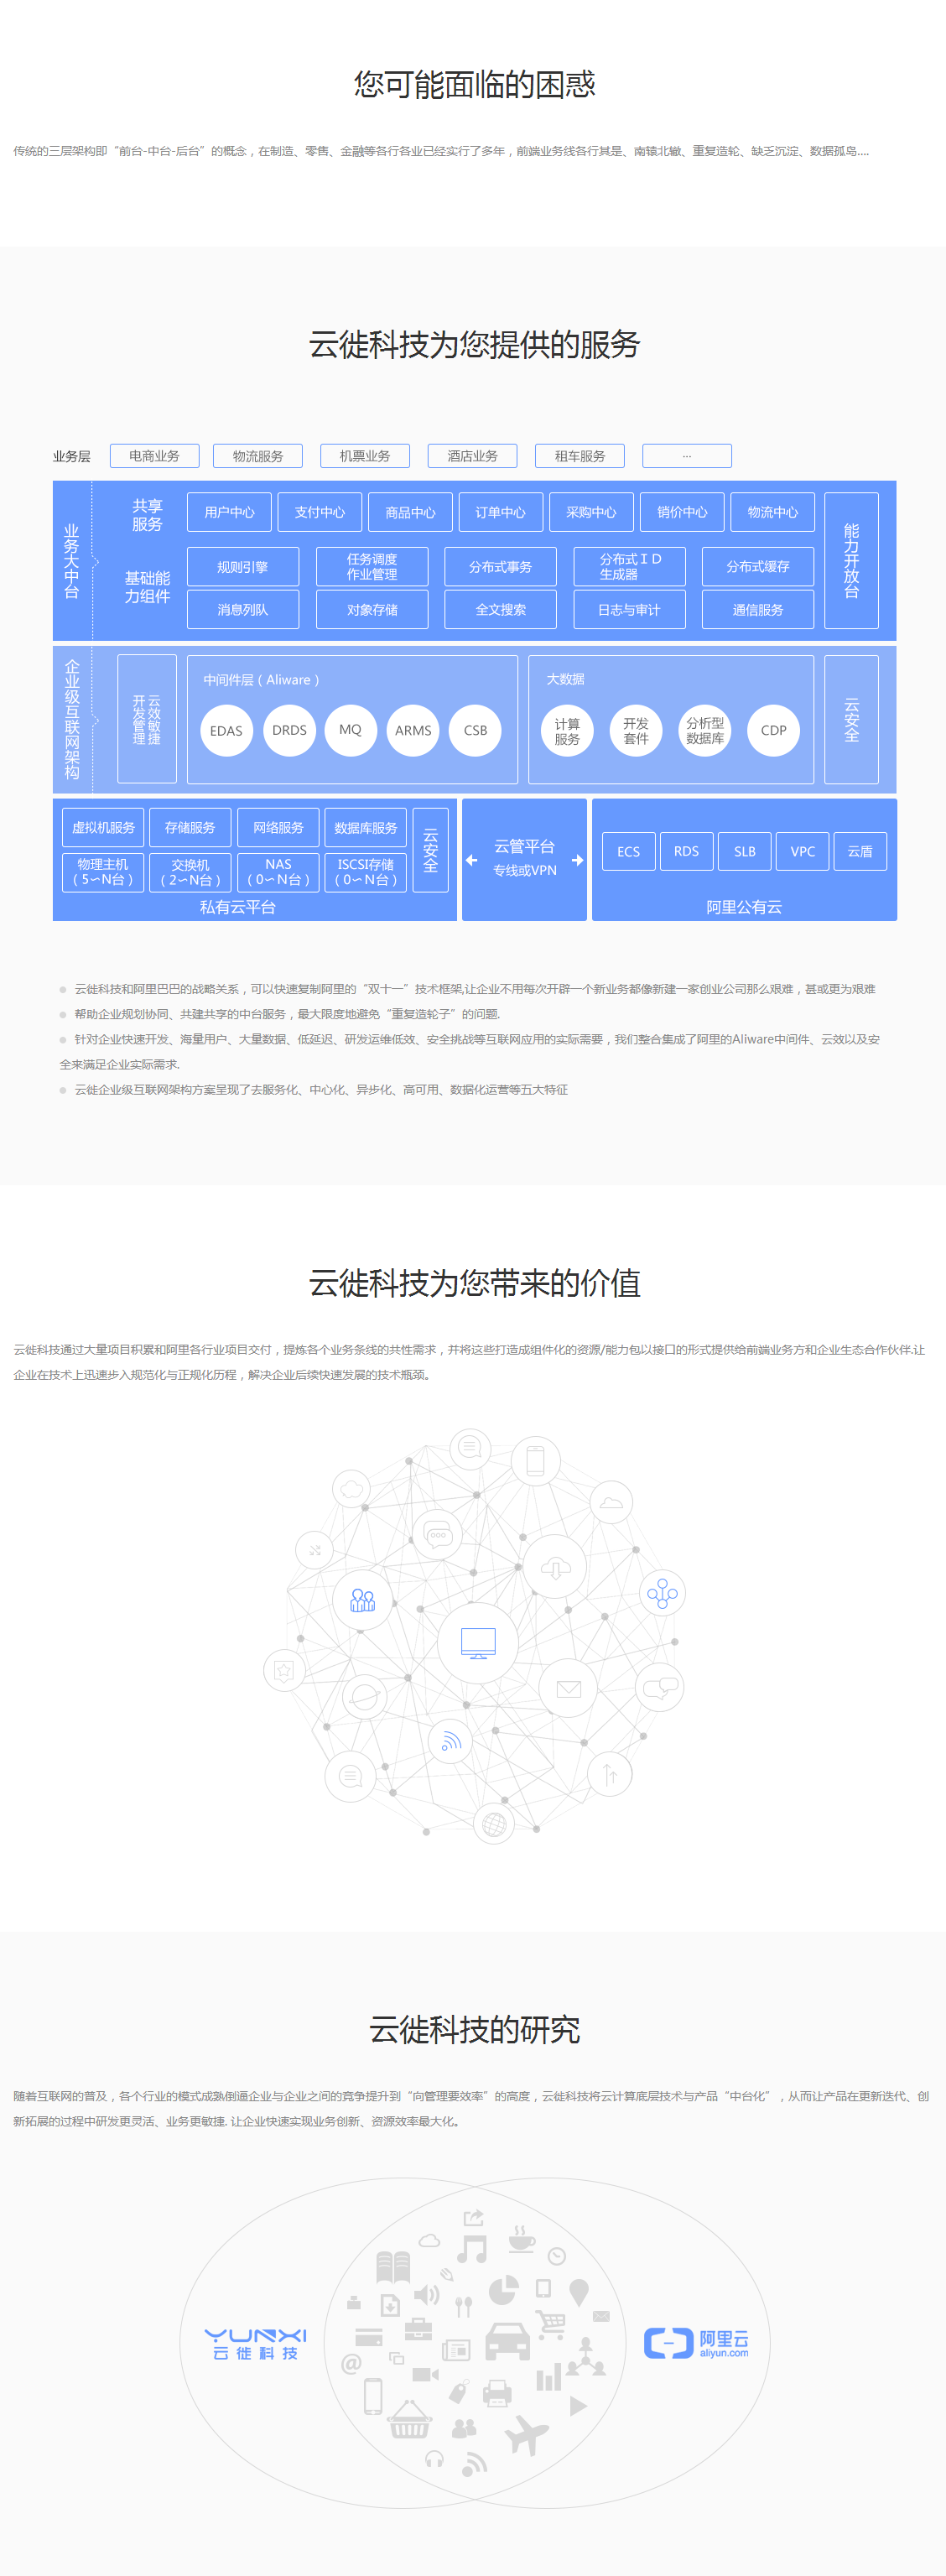 您可能面临的困惑
传统的三层架构即“前台-中台-后台”的概念，在制造、零售、金融等各行各业已经实行了多年，前端业务线各行其是、南辕北辙、重复造轮、缺乏沉淀、数据孤岛....
云徙科技为您提供的服务
业务层
电商业务
物流服务
机票业务
酒店业务
租车服务
...
业务大中台
共享
服务
用户中心
支付中心
商品中心
订单中心
采购中心
销价中心
物流中心
能力开放台
基础能
力组件
规则引擎
任务调度
作业管理
分布式事务
分布式ＩＤ
生成器
分布式缓存
消息列队
对象存储
全文搜索
日志与审计
通信服务
企业级互联网架构
云效敏捷
开发管理
中间件层（Aliware）
EDAS
DRDS
MQ
ARMS
CSB
大数据
计算
服务
开发
套件
分析型
数据库
CDP
云安全
虚拟机服务
存储服务
网络服务
数据库服务
云安全
物理主机
（5∽N台）
交换机
（2∽N台）
NAS
（0∽N台）
ISCSI存储
（0∽N台）
私有云平台
云管平台
专线或VPN
ECS
RDS
SLB
VPC
云盾
阿里公有云
云徙科技和阿里巴巴的战略关系，可以快速复制阿里的“双十一”技术框架,让企业不用每次开辟一个新业务都像新建一家创业公司那么艰难，甚或更为艰难
帮助企业规划协同、共建共享的中台服务，最大限度地避免“重复造轮子”的问题.
针对企业快速开发、海量用户、大量数据、低延迟、研发运维低效、安全挑战等互联网应用的实际需要，我们整合集成了阿里的Aliware中间件、云效以及安
全来满足企业实际需求.
云徙企业级互联网架构方案呈现了去服务化、中心化、异步化、高可用、数据化运营等五大特征
云徙科技为您带来的价值
云徙科技通过大量项目积累和阿里各行业项目交付，提炼各个业务条线的共性需求，并将这些打造成组件化的资源/能力包以接口的形式提供给前端业务方和企业生态合作伙伴.让
企业在技术上迅速步入规范化与正规化历程，解决企业后续快速发展的技术瓶颈。
云徙科技的研究
随着互联网的普及，各个行业的模式成熟倒逼企业与企业之间的竞争提升到“向管理要效率”的高度，云徙科技将云计算底层技术与产品“中台化”，从而让产品在更新迭代、创
新拓展的过程中研发更灵活、业务更敏捷. 让企业快速实现业务创新、资源效率最大化。
YUNXI
云徙科技
阿里云
aliyun.com